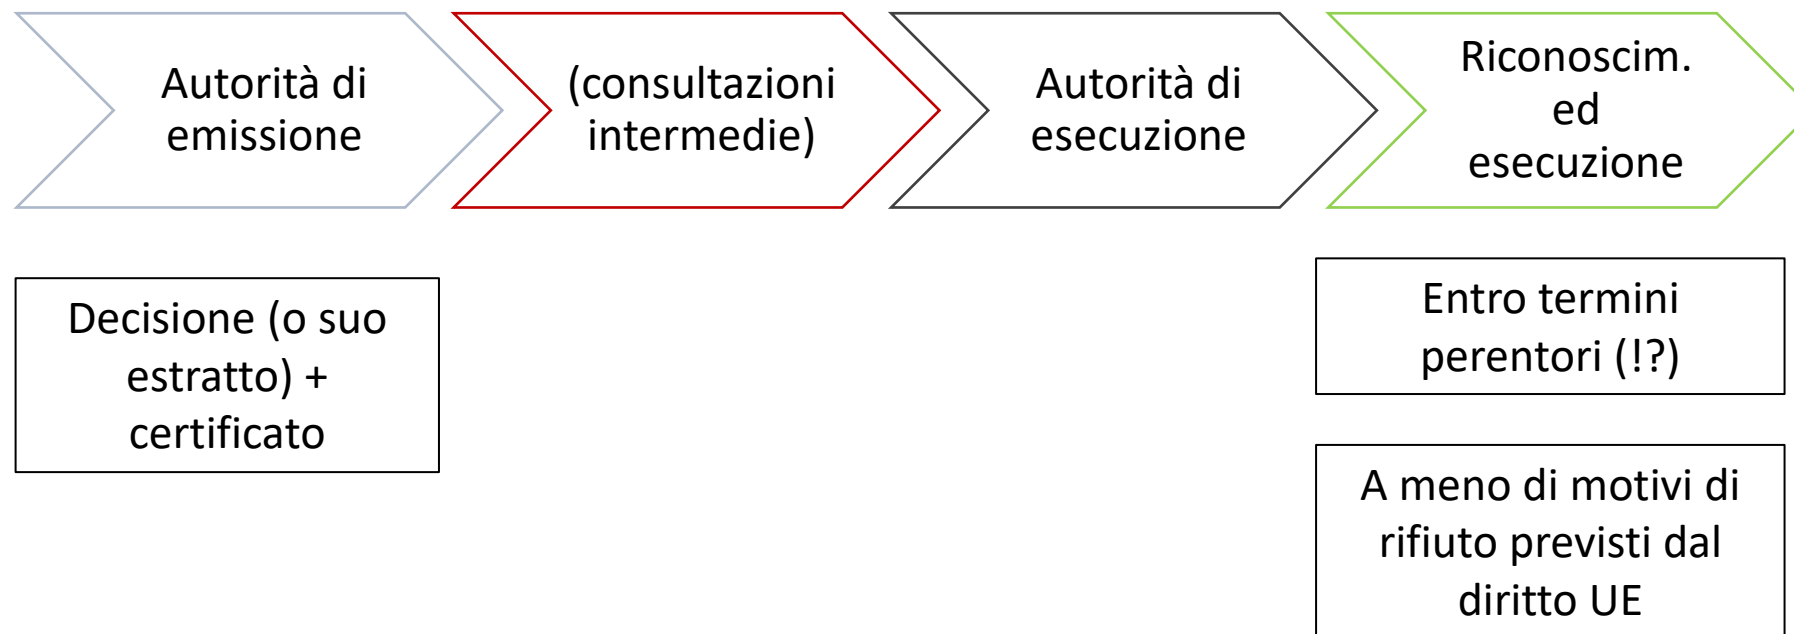 Autorità di
emissione
(consultazioni
intermedie)
Autorità di
esecuzione
Riconoscim.
ed
esecuzione
Decisione (o suo
estratto) +
certificato
Entro termini
perentori (!?)
A meno di motivi di
rifiuto previsti dal
diritto UE